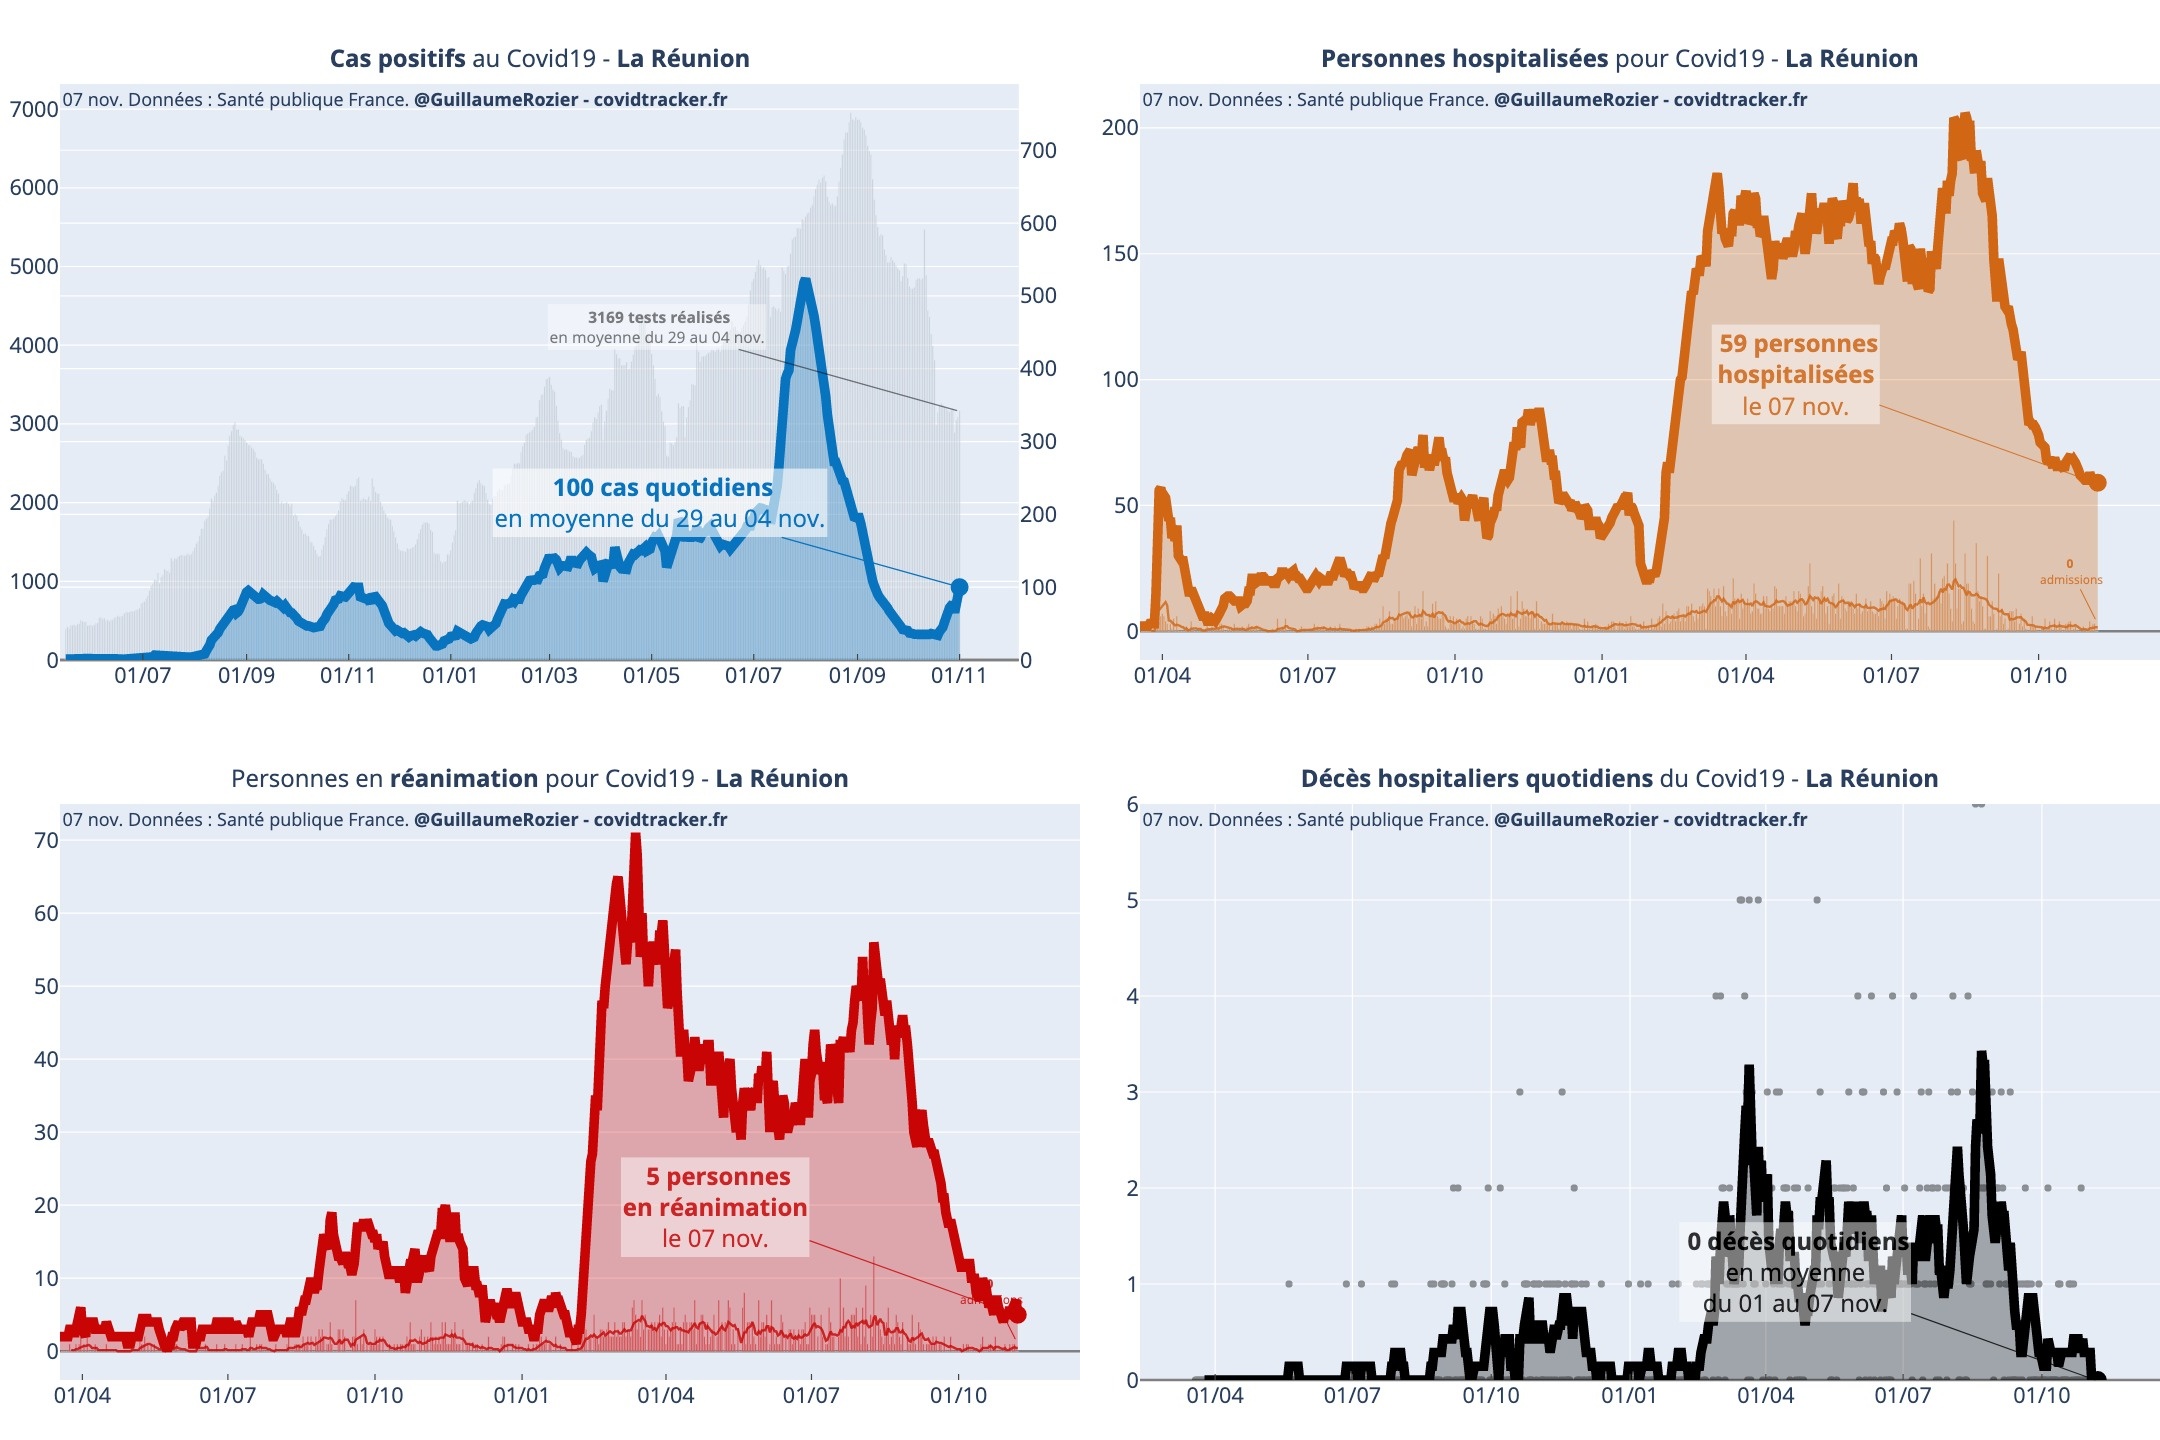 Cas positifs au Covid19 - La Réunion
07 nov. Données : Santé publique France. @GuillaumeRozier - covidtracker.fr
7000
6000
5000
4000
3000
2000
1000
0
700
600
500
400
300
200
100
0
3169 tests réalisés
en moyenne du 29 au 04 nov.
100 cas quotidiens
en moyenne du 29 au 04 nov.
01/07 01/09 01/11 01/01 01/03 01/05 01/07 01/09 01/11
Personnes hospitalisées pour Covid19 - La Réunion
07 nov. Données : Santé publique France. @GuillaumeRozier - covidtracker.fr
200
150
100
50
0
59 personnes
hospitalisées
le 07 nov.
0
admissions
01/04 01/07 01/10 01/01 01/04 01/07 01/10
Personnes en réanimation pour Covid19 - La Réunion
07 nov. Données : Santé publique France. @GuillaumeRozier - covidtracker.fr
70
60
50
40
30
20
10
0
5 personnes
en réanimation
le 07 nov.
0
admissions
01/04 01/07 01/10 01/01 01/04 01/07 01/10
Décès hospitaliers quotidiens du Covid19 - La Réunion
07 nov. Données : Santé publique France. @GuillaumeRozier - covidtracker.fr
6
5
4
3
2
1
0
0 décès quotidiens
en moyenne
du 01 au 07 nov.
01/04 01/07 01/10 01/01 01/04 01/07 01/10